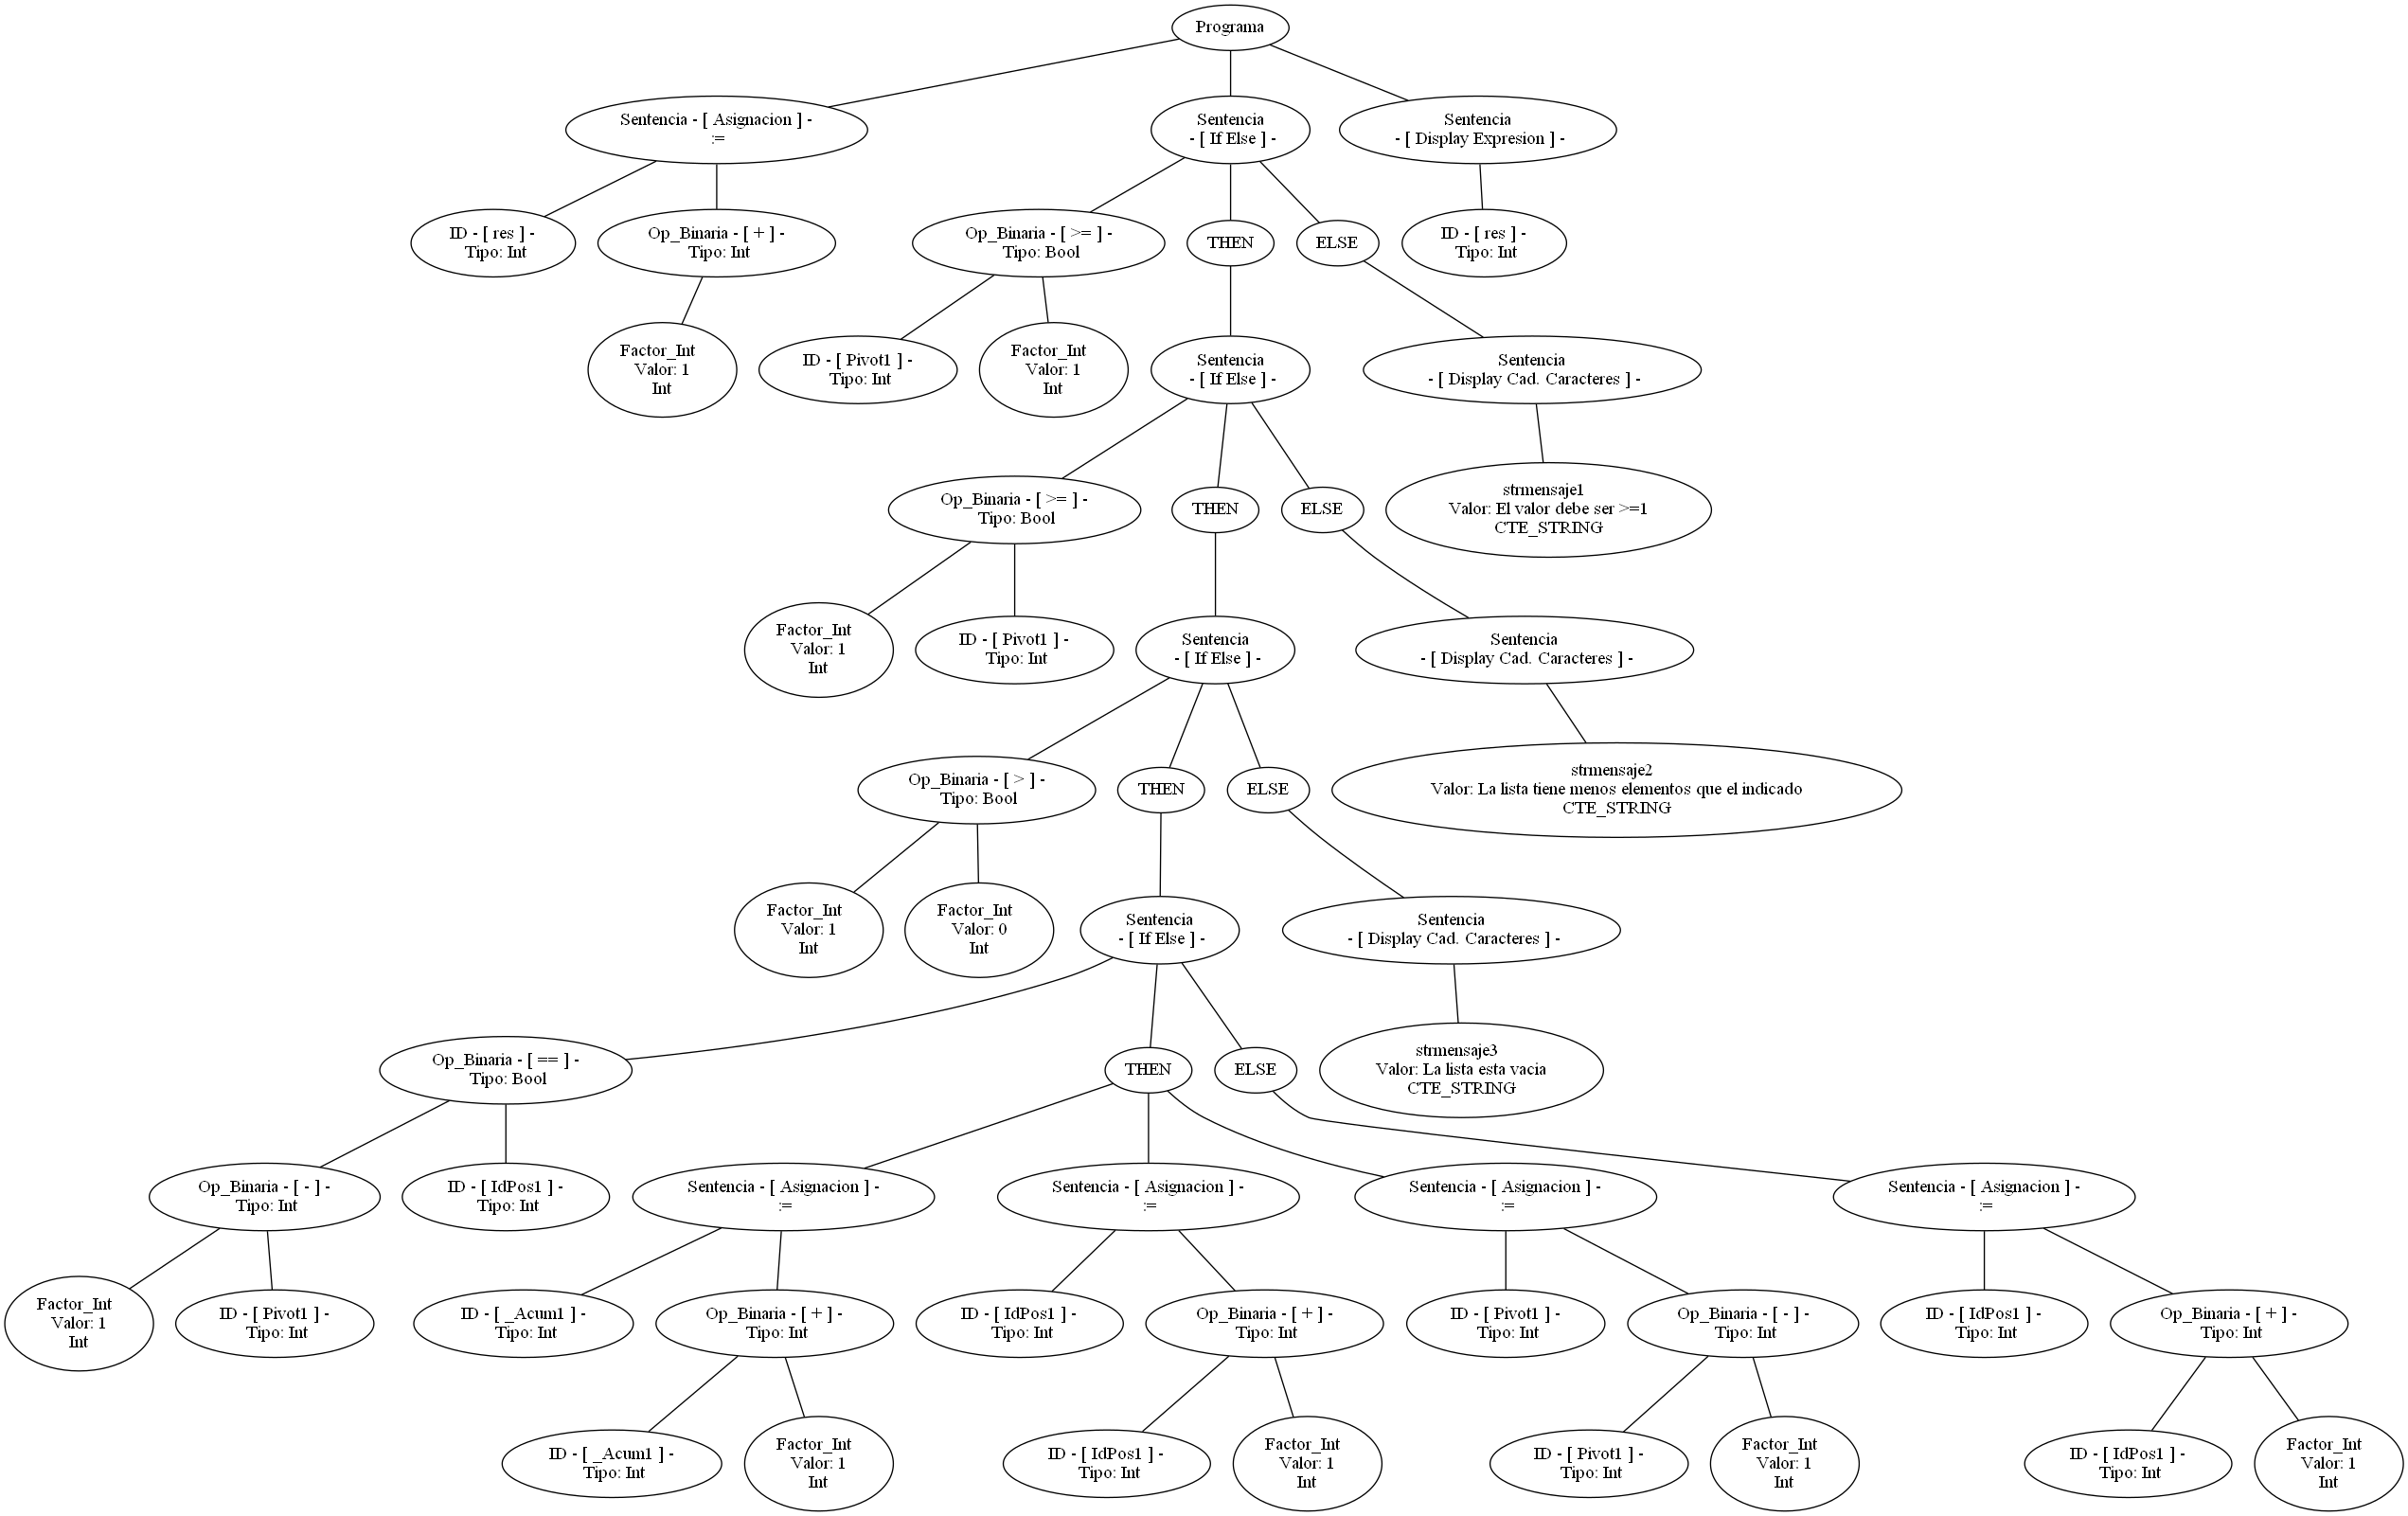 Programa
Sentencia - [ Asignacion ] -
:=
Sentencia
- [ If Else ] -
Sentencia
- [ Display Expresion ] -
ID - [ res ] -
Tipo: Int
Op_Binaria - [ + ] -
Tipo: Int
Op_Binaria - [ >= ] -
Tipo: Bool
THEN
ELSE
ID - [ res ] -
Tipo: Int
Factor_Int
Valor: 1
Int
ID - [ Pivot1 ] -
Tipo: Int
Factor_Int
Valor: 1
Int
Sentencia
- [ If Else ] -
Sentencia
- [ Display Cad. Caracteres ] -
Op_Binaria - [ >= ] -
Tipo: Bool
THEN
ELSE
strmensaje1
Valor: El valor debe ser >=1
CTE_STRING
Factor_Int
Valor: 1
Int
ID - [ Pivot1 ] -
Tipo: Int
Sentencia
- [ If Else ] -
Sentencia
- [ Display Cad. Caracteres ] -
Op_Binaria - [ > ] -
Tipo: Bool
THEN
ELSE
strmensaje2
Valor: La lista tiene menos elementos que el indicado
CTE_STRING
Factor_Int
Valor: 1
Int
Factor_Int
Valor: 0
Int
Sentencia
- [ If Else ] -
Sentencia
- [ Display Cad. Caracteres ] -
Op_Binaria - [ == ] -
Tipo: Bool
THEN
ELSE
strmensaje3
Valor: La lista esta vacia
CTE_STRING
Op_Binaria - [ - ] -
Tipo: Int
ID - [ IdPos1 ] -
Tipo: Int
Sentencia - [ Asignacion ] -
:=
Sentencia - [ Asignacion ] -
:=
Sentencia - [ Asignacion ] -
:=
Sentencia - [ Asignacion ] -
:=
Factor_Int
Valor: 1
Int
ID - [ Pivot1 ] -
Tipo: Int
ID - [ _Acum1 ] -
Tipo: Int
Op_Binaria - [ + ] -
Tipo: Int
ID - [ IdPos1 ] -
Tipo: Int
Op_Binaria - [ + ] -
Tipo: Int
ID - [ Pivot1 ] -
Tipo: Int
Op_Binaria - [ - ] -
Tipo: Int
ID - [ IdPos1 ] -
Tipo: Int
Op_Binaria - [ + ] -
Tipo: Int
ID - [ _Acum1 ] -
Tipo: Int
Factor_Int
Valor: 1
Int
ID - [ IdPos1 ] -
Tipo: Int
Factor_Int
Valor: 1
Int
ID - [ Pivot1 ] -
Tipo: Int
Factor_Int
Valor: 1
Int
ID - [ IdPos1 ] -
Tipo: Int
Factor_Int
Valor: 1
Int